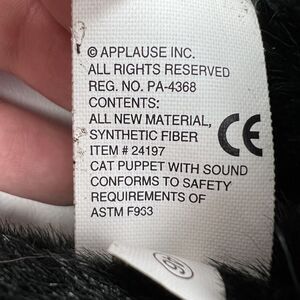 © APPLAUSE INC.
ALL RIGHTS RESERVED
REG. NO. PA-4368
CONTENTS:
ALL NEW MATERIAL,
SYNTHETIC FIBER
ITEM # 24197
CAT PUPPET WITH SOUND
CONFORMS TO SAFETY
REQUIREMENTS OF
ASTM F963
CE